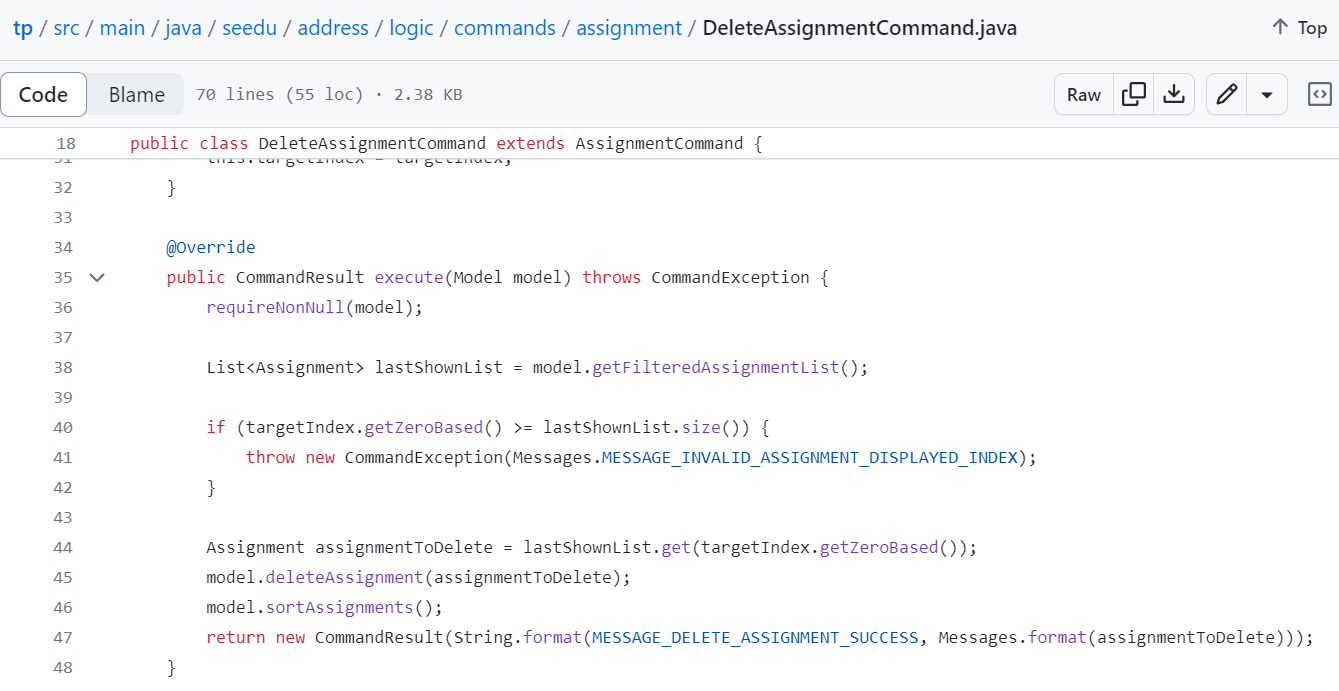 tp / src / main / java / seedu / address / logic / commands / assignment / DeleteAssignmentCommand.java Top
Code Blame 70 lines (55 loc) · 2.38 KB Raw
18 public class DeleteAssignmentCommand extends AssignmentCommand {
31 this.targetIndex = targetIndex;
32 }
33
34 @Override
35 public CommandResult execute(Model model) throws CommandException {
36 requireNonNull(model);
37
38 List<Assignment> lastShownList = model.getFilteredAssignmentList();
39
40 if (targetIndex.getZeroBased() >= lastShownList.size()) {
41 throw new CommandException(Messages.MESSAGE_INVALID_ASSIGNMENT_DISPLAYED_INDEX);
42 }
43
44 Assignment assignmentToDelete = lastShownList.get(targetIndex.getZeroBased());
45 model.deleteAssignment(assignmentToDelete);
46 model.sortAssignments();
47 return new CommandResult(String.format(MESSAGE_DELETE_ASSIGNMENT_SUCCESS, Messages.format(assignmentToDelete)));
48 }